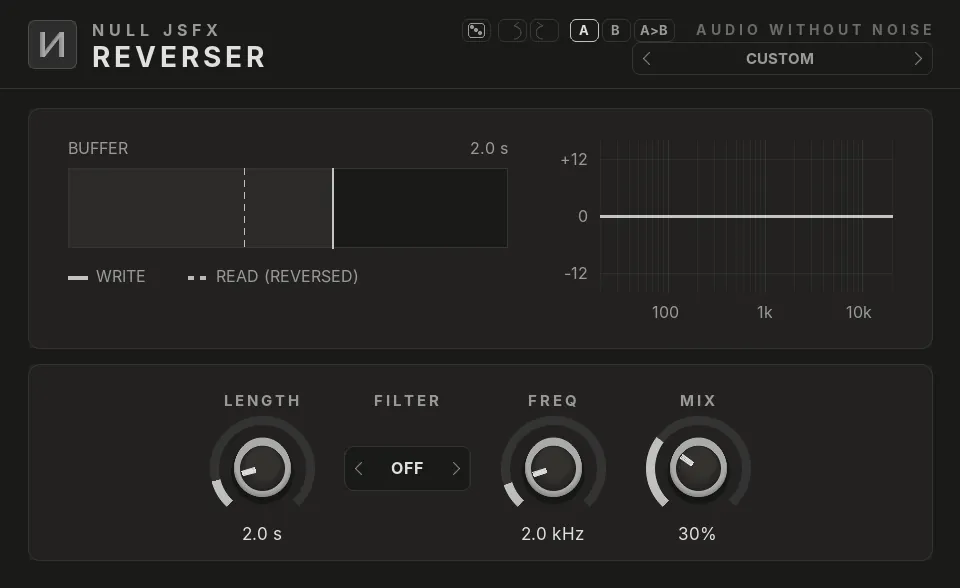 NULL JSFX
REVERSER
A B A>B AUDIO WITHOUT NOISE
CUSTOM
BUFFER 2.0 s
WRITE READ (REVERSED)
+12
0
-12
100 1k 10k
LENGTH FILTER FREQ MIX
OFF
2.0 s 2.0 kHz 30%